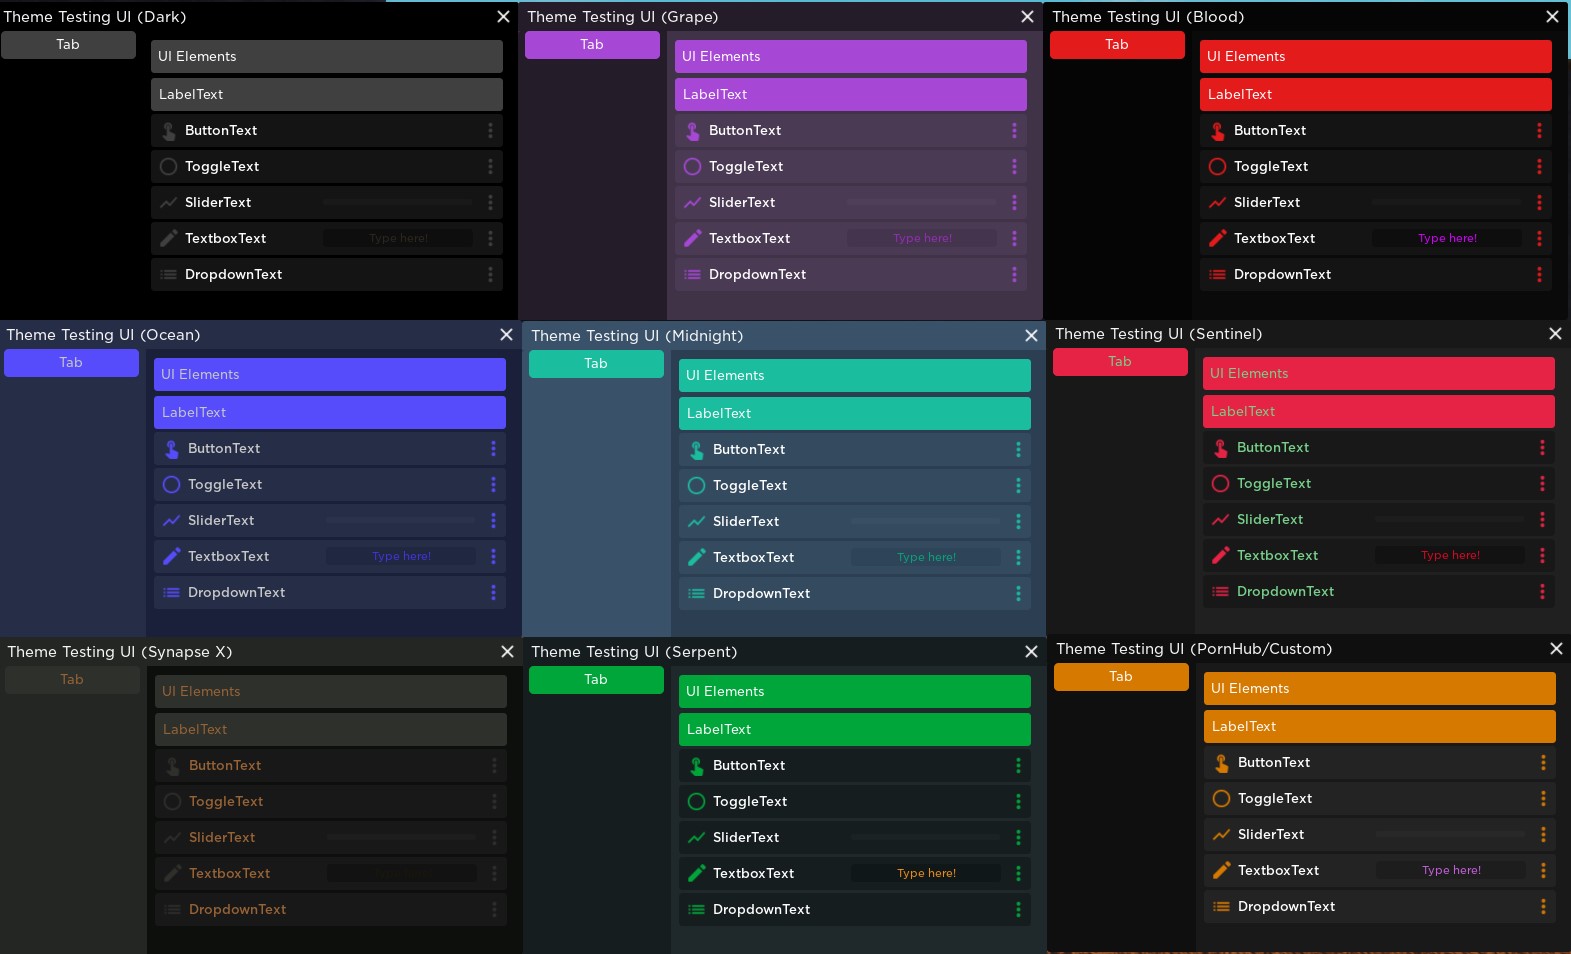 Theme Testing UI (Dark)
Tab
UI Elements
LabelText
ButtonText
ToggleText
SliderText
TextboxText
Type here!
DropdownText
Theme Testing UI (Grape)
Tab
UI Elements
LabelText
ButtonText
ToggleText
SliderText
TextboxText
Type here!
DropdownText
Theme Testing UI (Blood)
Tab
UI Elements
LabelText
ButtonText
ToggleText
SliderText
TextboxText
Type here!
DropdownText
Theme Testing UI (Ocean)
Tab
UI Elements
LabelText
ButtonText
ToggleText
SliderText
TextboxText
Type here!
DropdownText
Theme Testing UI (Midnight)
Tab
UI Elements
LabelText
ButtonText
ToggleText
SliderText
TextboxText
Type here!
DropdownText
Theme Testing UI (Sentinel)
Tab
UI Elements
LabelText
ButtonText
ToggleText
SliderText
TextboxText
Type here!
DropdownText
Theme Testing UI (Synapse X)
Tab
UI Elements
LabelText
ButtonText
ToggleText
SliderText
TextboxText
DropdownText
Theme Testing UI (Serpent)
Tab
UI Elements
LabelText
ButtonText
ToggleText
SliderText
TextboxText
Type here!
DropdownText
Theme Testing UI (PornHub/Custom)
Tab
UI Elements
LabelText
ButtonText
ToggleText
SliderText
TextboxText
Type here!
DropdownText